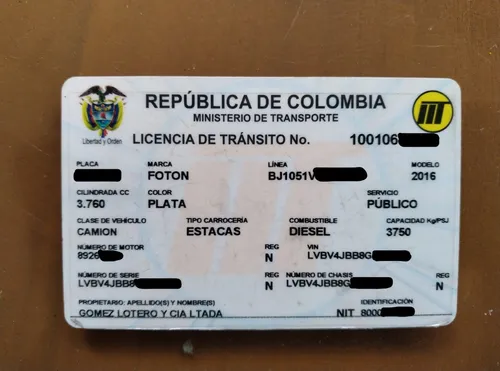 REPÚBLICA DE COLOMBIA
MINISTERIO DE TRANSPORTE
Libertad y Orden
LICENCIA DE TRÁNSITO No. 100106
PLACA MARCA LÍNEA MODELO
FOTON BJ1051V 2016
CILINDRADA CC COLOR SERVICIO
3.760 PLATA PÚBLICO
CLASE DE VEHÍCULO TIPO CARROCERÍA COMBUSTIBLE CAPACIDAD Kg/PSJ
CAMION ESTACAS DIESEL 3750
NÚMERO DE MOTOR REG VIN
8926 N LVBV4JBB8G
NÚMERO DE SERIE REG NÚMERO DE CHASIS REG
LVBV4JBB8 N LVBV4JBB8G N
PROPIETARIO: APELLIDO(S) Y NOMBRE(S) IDENTIFICACIÓN
GOMEZ LOTERO Y CIA LTADA NIT 8000